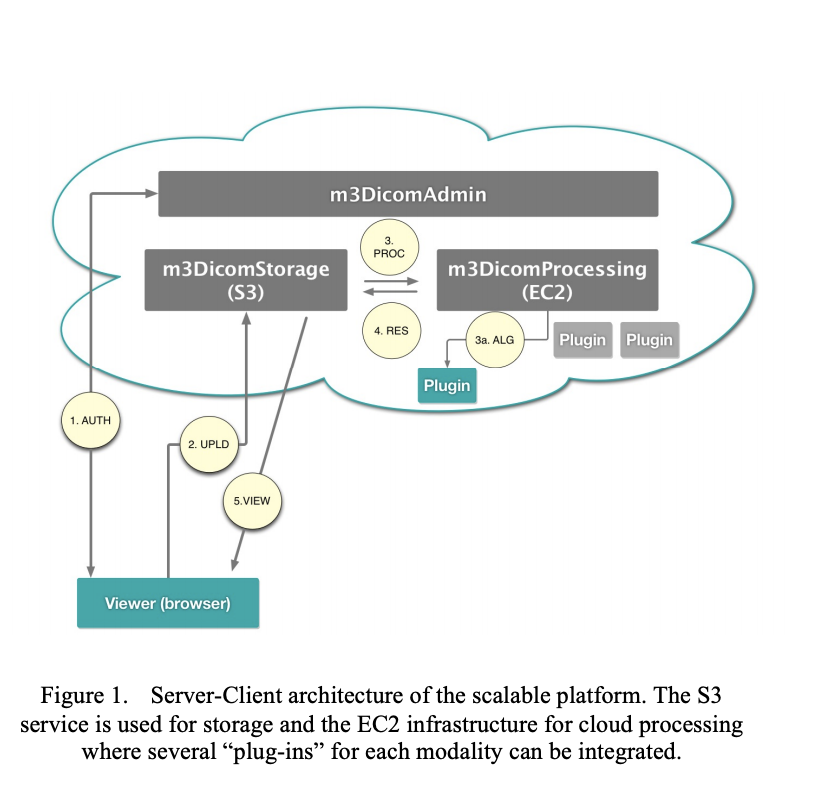 m3DicomAdmin
3.
PROC
m3DicomStorage
(S3)
m3DicomProcessing
(EC2)
4. RES
3a. ALG
Plugin
Plugin
Plugin
1. AUTH
2. UPLD
5.VIEW
Viewer (browser)
Figure 1. Server-Client architecture of the scalable platform. The S3
service is used for storage and the EC2 infrastructure for cloud processing
where several “plug-ins” for each modality can be integrated.